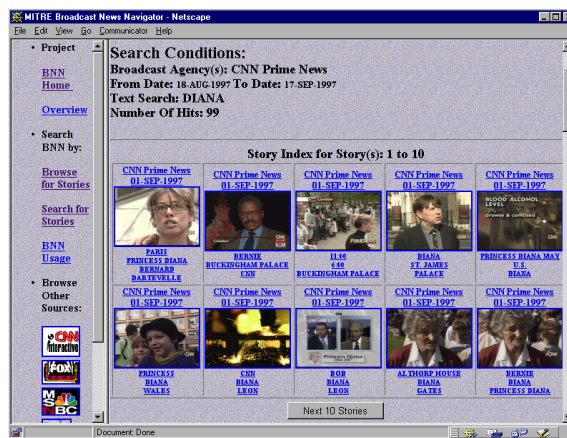 MITRE Broadcast News Navigator - Netscape
File Edit View Go Communicator Help
• Project
BNN
Home
Overview
• Search
BNN by:
Browse
for Stories
Search for
Stories
BNN
Usage
• Browse
Other
Sources:
CNN
Interactive
FOX
MSNBC
Search Conditions:
Broadcast Agency(s): CNN Prime News
From Date: 18-AUG-1997 To Date: 17-SEP-1997
Text Search: DIANA
Number Of Hits: 99
Story Index for Story(s): 1 to 10
CNN Prime News
01-SEP-1997
PARIS
PRINCESS DIANA
BERNARD
DARTEVELLE
CNN Prime News
01-SEP-1997
BERNIE
BUCKINGHAM PALACE
CNN
CNN Prime News
01-SEP-1997
11:00
6:00
BUCKINGHAM PALACE
CNN Prime News
01-SEP-1997
DIANA
ST. JAMES
PALACE
CNN Prime News
01-SEP-1997
BLOOD ALCOHOL
LEVEL
drowsy & confused
PRINCESS DIANA MAY
U.S.
DIANA
CNN Prime News
01-SEP-1997
PRINCESS
DIANA
WALES
CNN Prime News
01-SEP-1997
CNN
DIANA
LEON
CNN Prime News
01-SEP-1997
Princess Diana
BOB
DIANA
LEON
CNN Prime News
01-SEP-1997
ALTHORP HOUSE
DIANA
GATES
CNN Prime News
01-SEP-1997
BERNIE
DIANA
PRINCESS DIANA
Next 10 Stories
Document: Done